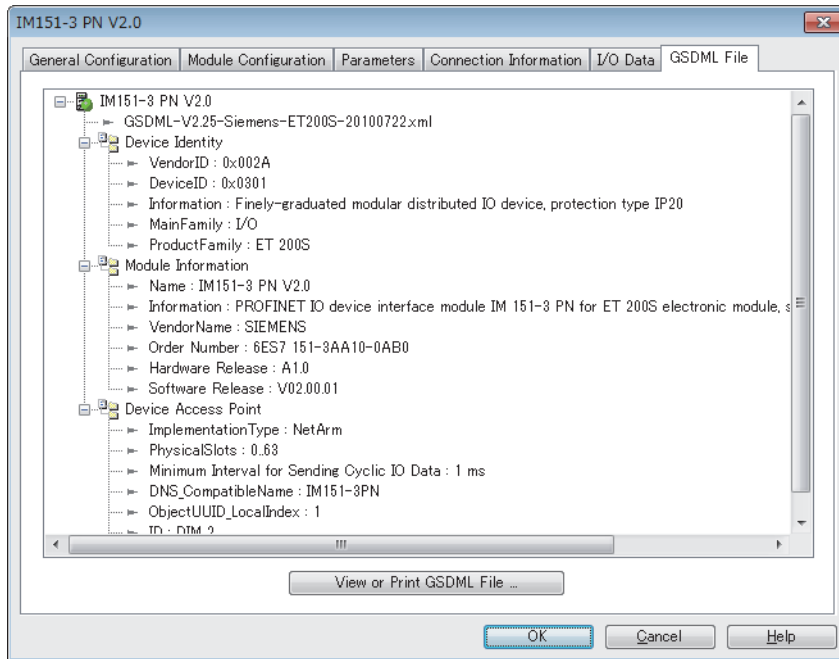 IM151-3 PN V2.0
General Configuration Module Configuration Parameters Connection Information I/O Data GSDML File
IM151-3 PN V2.0
GSDML-V2.25-Siemens-ET200S-20100722.xml
Device Identity
VendorID : 0x002A
DeviceID : 0x0301
Information : Finely-graduated modular distributed IO device, protection type IP20
MainFamily : I/O
ProductFamily : ET 200S
Module Information
Name : IM151-3 PN V2.0
Information : PROFINET IO device interface module IM 151-3 PN for ET 200S electronic module, s
VendorName : SIEMENS
Order Number : 6ES7 151-3AA10-0AB0
Hardware Release : A1.0
Software Release : V02.00.01
Device Access Point
ImplementationType : NetArm
PhysicalSlots : 0..63
Minimum Interval for Sending Cyclic IO Data : 1 ms
DNS_CompatibleName : IM151-3PN
ObjectUUID_LocalIndex : 1
ID : DIM 2
View or Print GSDML File ...
OK Cancel Help